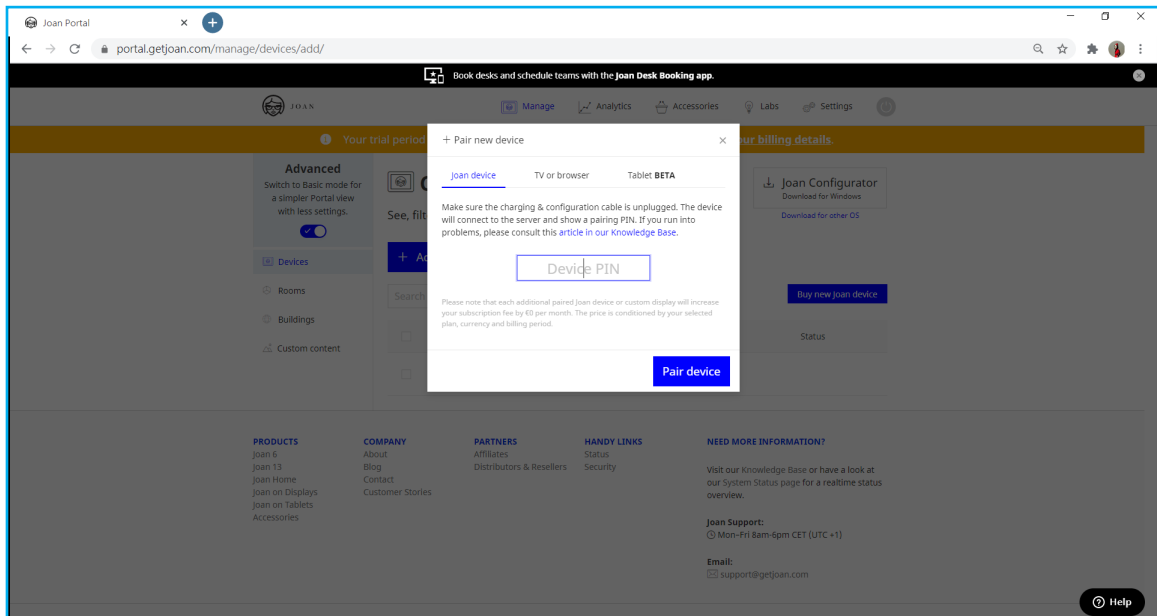 Joan Portal
portal.getjoan.com/manage/devices/add/
Book desks and schedule teams with the Joan Desk Booking app.
JOAN
Manage
Analytics
Accessories
Labs
Settings
Your trial period
ur billing details.
Advanced
Switch to Basic mode for
a simpler Portal view
with less settings.
Devices
Rooms
Buildings
Custom content
See, filt
+ Ad
Search
+ Pair new device
Joan device
TV or browser
Tablet BETA
Make sure the charging & configuration cable is unplugged. The device
will connect to the server and show a pairing PIN. If you run into
problems, please consult this article in our Knowledge Base.
Device PIN
Please note that each additional paired Joan device or custom display will increase
your subscription fee by €0 per month. The price is conditioned by your selected
plan, currency and billing period.
Pair device
Joan Configurator
Download for Windows
Download for other OS
Buy new Joan device
Status
PRODUCTS
Joan 6
Joan 13
Joan Home
Joan on Displays
Joan on Tablets
Accessories
COMPANY
About
Blog
Contact
Customer Stories
PARTNERS
Affiliates
Distributors & Resellers
HANDY LINKS
Status
Security
NEED MORE INFORMATION?
Visit our Knowledge Base or have a look at
our System Status page for a realtime status
overview.
Joan Support:
Mon-Fri 8am-6pm CET (UTC +1)
Email:
support@getjoan.com
Help